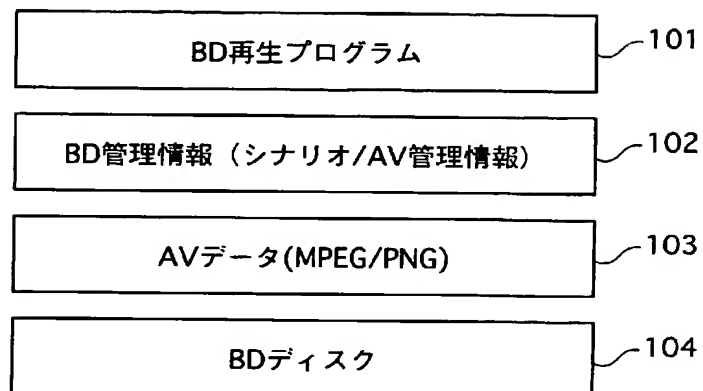 BD再生プログラム 101
BD管理情報（シナリオ/AV管理情報） 102
AVデータ(MPEG/PNG) 103
BDディスク 104